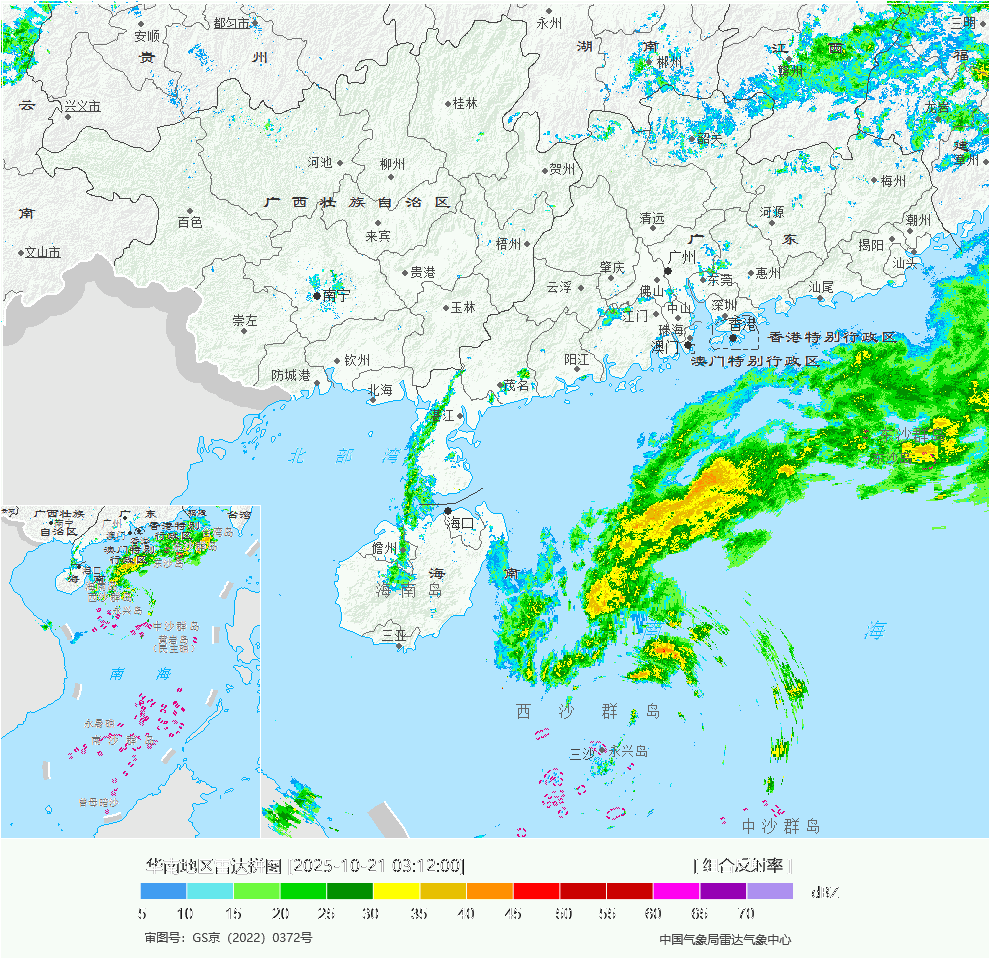 都匀市
永州
三明
安顺
湖 南
江 西
贵 州
郴州
赣州
福
云
兴义市
桂林
龙岩
韶关
建
漳州
河池
柳州
贺州
梅州
广西壮族自治区
南
百色
清远
河源
潮州
来宾
梧州
广 东
揭阳
文山市
广州
汕头
贵港
肇庆
东莞
惠州
南宁
云浮
佛山
汕尾
玉林
江门
中山
深圳
崇左
珠海
香港
香港特别行政区
澳门
澳门特别行政区
钦州
阳江
防城港
茂名
北海
湛江
东沙群岛
东沙岛
北 部 湾
海口
儋州
海 南
海南岛
南
海
三亚
西 沙 群 岛
三沙
永兴岛
中沙群岛
广西壮族
自治区
南宁
广 东
广州
台湾
香港特别
行政区
澳门特别
行政区
海口
海 南
永兴岛
中沙群岛
黄岩岛
(民主礁)
南 海
永暑礁
南 沙 群 岛
曾母暗沙
华南地区雷达拼图 [2025-10-21 03:12:00]
[组合反射率]
dBZ
5 10 15 20 25 30 35 40 45 50 55 60 65 70
审图号：GS京（2022）0372号
中国气象局雷达气象中心